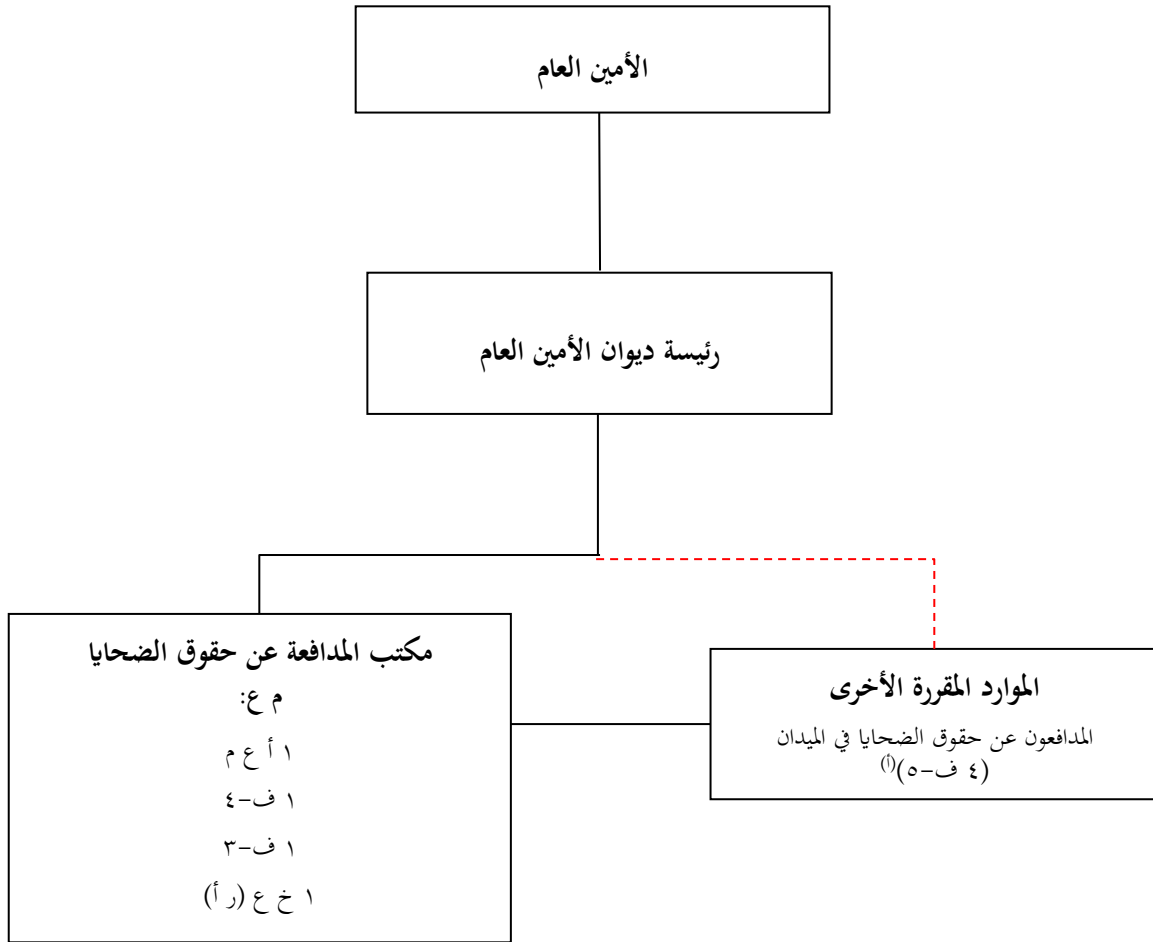 الأمين العام
رئيسة ديوان الأمين العام
مكتب المدافعة عن حقوق الضحايا
م ع:
١ أ ع م
١ ف-٤
١ ف-٣
١ خ ع (ر أ)
الموارد المقررة الأخرى
المدافعون عن حقوق الضحايا في الميدان
(٤ ف-٥)(أ)